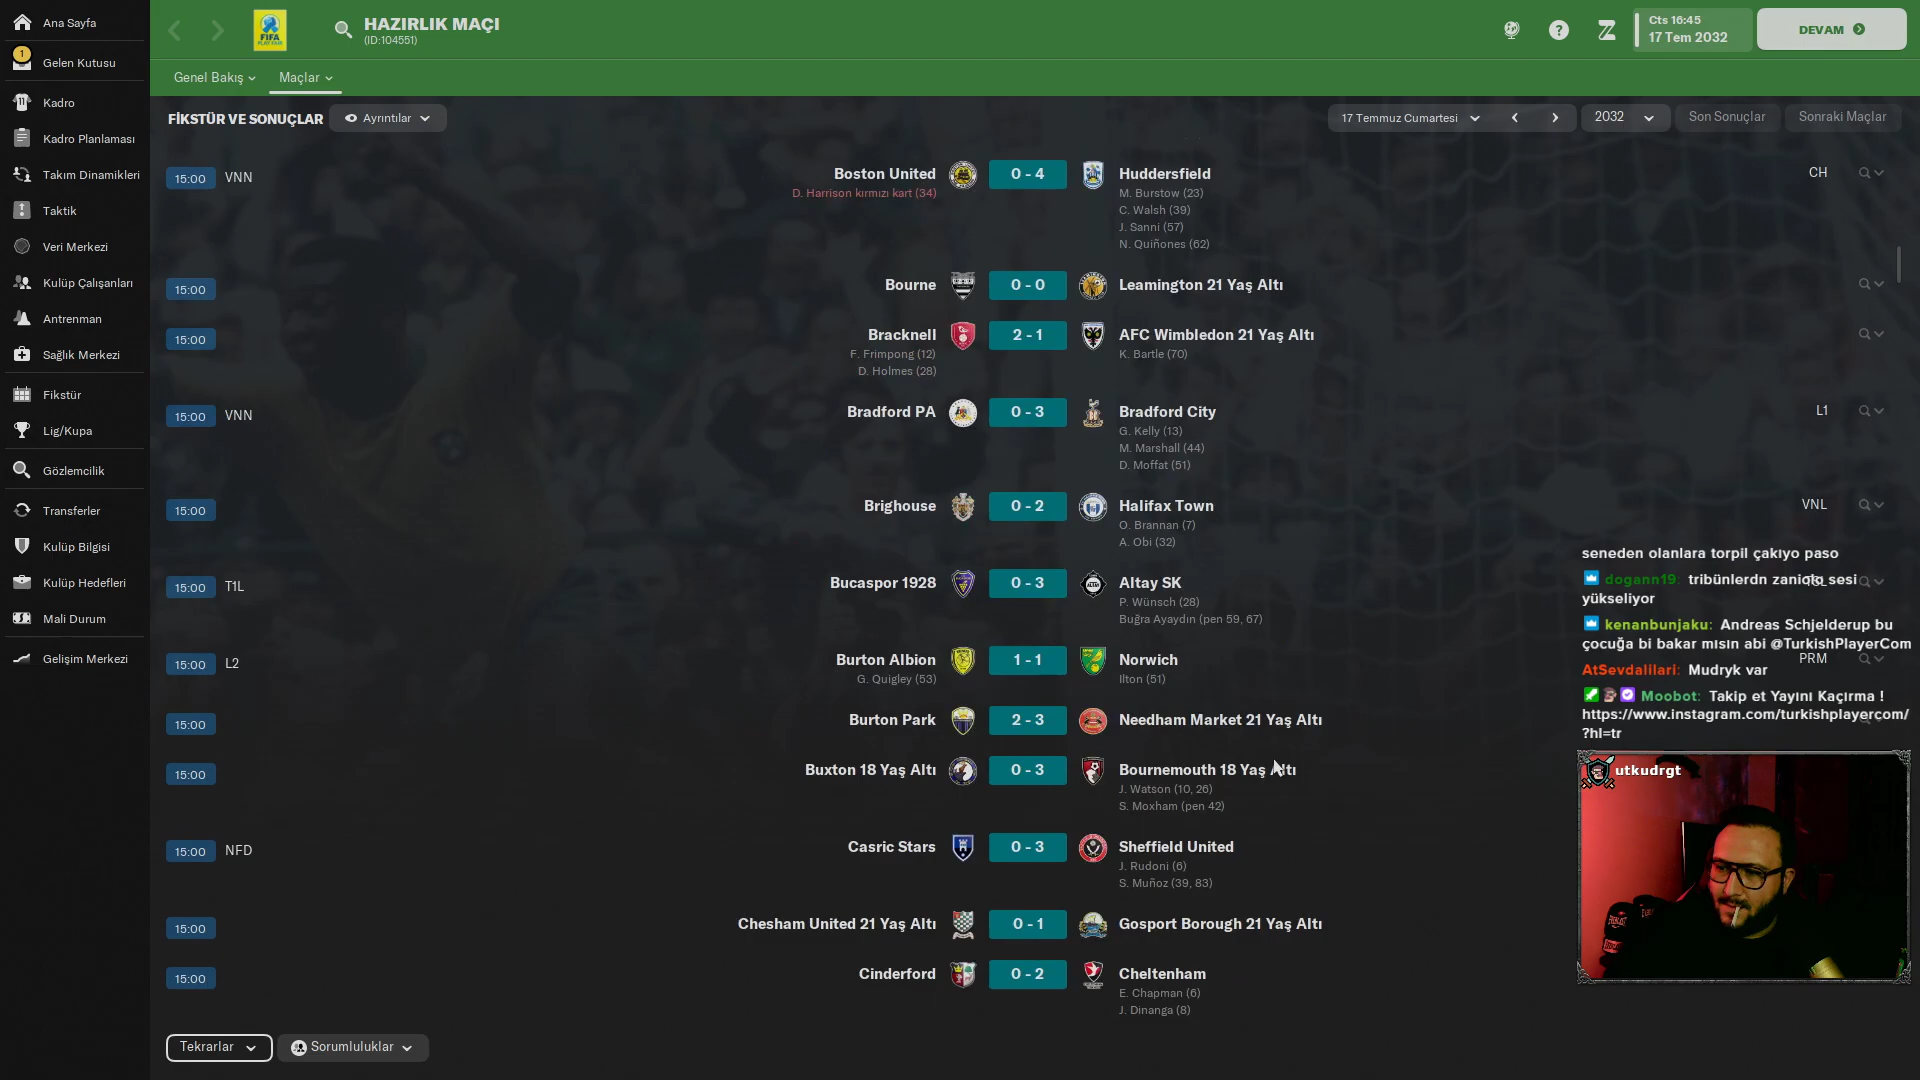 Ana Sayfa
1
Gelen Kutusu
Kadro
Kadro Planlaması
Takım Dinamikleri
Taktik
Veri Merkezi
Kulüp Çalışanları
Antrenman
Sağlık Merkezi
Fikstür
Lig/Kupa
Gözlemcilik
Transferler
Kulüp Bilgisi
Kulüp Hedefleri
Mali Durum
Gelişim Merkezi
HAZIRLIK MAÇI
(ID:104551)
Cts 16:45
17 Tem 2032
DEVAM
Genel Bakış
Maçlar
FİKSTÜR VE SONUÇLAR
Ayrıntılar
17 Temmuz Cumartesi
2032
Son Sonuçlar
Sonraki Maçlar
15:00 VNN Boston United 0 - 4 Huddersfield CH
D. Harrison kırmızı kart (34) M. Burstow (23)
C. Walsh (39)
J. Sanni (57)
N. Quiñones (62)
15:00 Bourne 0 - 0 Leamington 21 Yaş Altı
15:00 Bracknell 2 - 1 AFC Wimbledon 21 Yaş Altı
F. Frimpong (12) K. Bartle (70)
D. Holmes (28)
15:00 VNN Bradford PA 0 - 3 Bradford City L1
G. Kelly (13)
M. Marshall (44)
D. Moffat (51)
15:00 Brighouse 0 - 2 Halifax Town VNL
O. Brannan (7)
A. Obi (32)
15:00 T1L Bucaspor 1928 0 - 3 Altay SK
P. Wünsch (28)
Buğra Ayaydın (pen 59, 67)
15:00 L2 Burton Albion 1 - 1 Norwich PRM
G. Quigley (53) Ilton (51)
15:00 Burton Park 2 - 3 Needham Market 21 Yaş Altı
15:00 Buxton 18 Yaş Altı 0 - 3 Bournemouth 18 Yaş Altı
J. Watson (10, 26)
S. Moxham (pen 42)
15:00 NFD Casric Stars 0 - 3 Sheffield United
J. Rudoni (6)
S. Muñoz (39, 83)
15:00 Chesham United 21 Yaş Altı 0 - 1 Gosport Borough 21 Yaş Altı
15:00 Cinderford 0 - 2 Cheltenham
E. Chapman (6)
J. Dinanga (8)
Tekrarlar
Sorumluluklar
seneden olanlara torpil çakıyo paso
dogann19: tribünlerdn zaniolo sesi
yükseliyor
kenanbunjaku: Andreas Schjelderup bu
çocuğa bi bakar mısın abi @TurkishPlayerCom
AtSevdalilari: Mudryk var
Moobot: Takip et Yayını Kaçırma !
https://www.instagram.com/turkishplayercom/
?hl=tr
utkudrgt